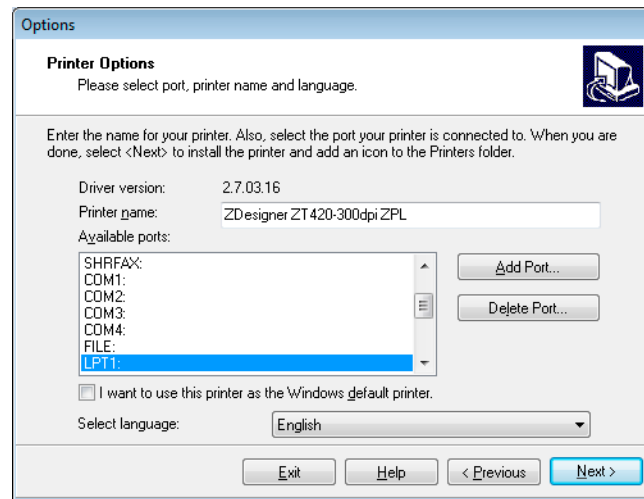 Options
Printer Options
Please select port, printer name and language.
Enter the name for your printer. Also, select the port your printer is connected to. When you are
done, select <Next> to install the printer and add an icon to the Printers folder.
Driver version: 2.7.03.16
Printer name: ZDesigner ZT420-300dpi ZPL
Available ports:
SHRFAX:
COM1:
COM2:
COM3:
COM4:
FILE:
LPT1:
Add Port...
Delete Port...
I want to use this printer as the Windows default printer.
Select language: English
Exit Help < Previous Next >